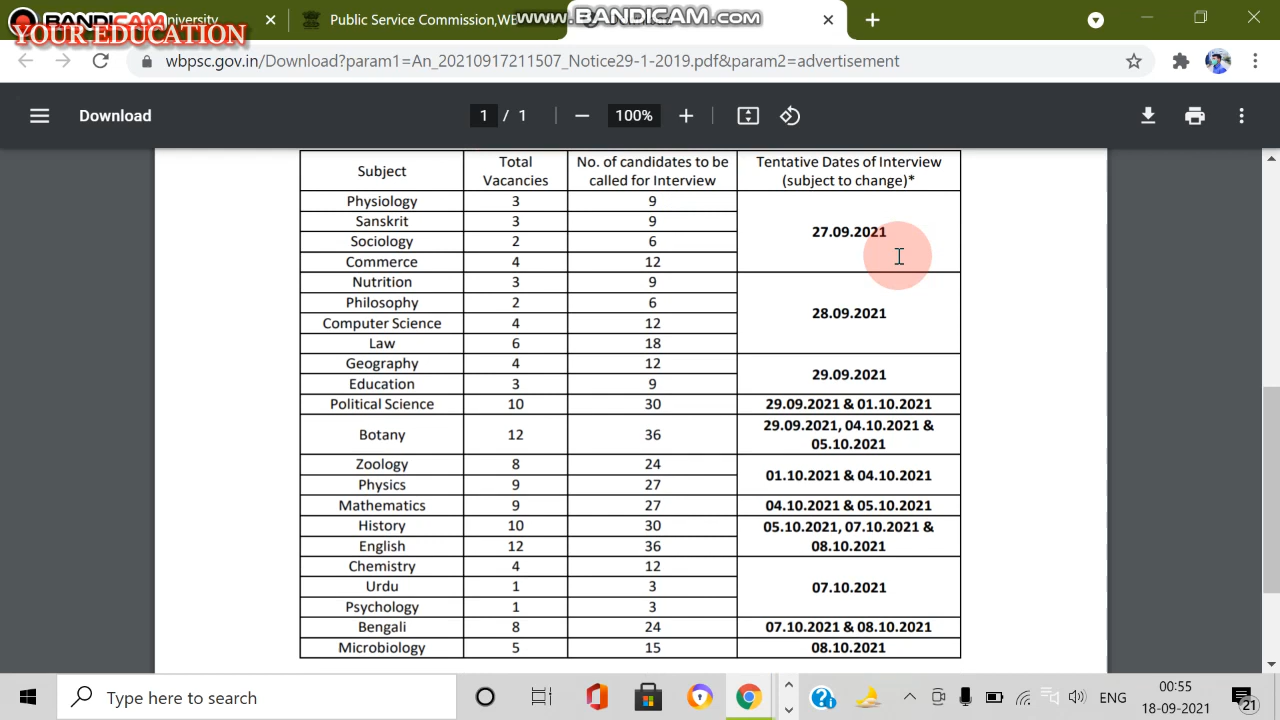 BANDICAM University
YOUR EDUCATION
Public Service Commission,WB
www.BANDICAM.com
wbpsc.gov.in/Download?param1=An_20210917211507_Notice29-1-2019.pdf&param2=advertisement
Download
1 / 1
100%
Subject Total Vacancies No. of candidates to be called for Interview Tentative Dates of Interview (subject to change)*
Physiology 3 9 27.09.2021
Sanskrit 3 9
Sociology 2 6
Commerce 4 12
Nutrition 3 9 28.09.2021
Philosophy 2 6
Computer Science 4 12
Law 6 18
Geography 4 12 29.09.2021
Education 3 9
Political Science 10 30 29.09.2021 & 01.10.2021
Botany 12 36 29.09.2021, 04.10.2021 & 05.10.2021
Zoology 8 24 01.10.2021 & 04.10.2021
Physics 9 27
Mathematics 9 27 04.10.2021 & 05.10.2021
History 10 30 05.10.2021, 07.10.2021 & 08.10.2021
English 12 36
Chemistry 4 12 07.10.2021
Urdu 1 3
Psychology 1 3
Bengali 8 24 07.10.2021 & 08.10.2021
Microbiology 5 15 08.10.2021
Type here to search
ENG
00:55
18-09-2021
21